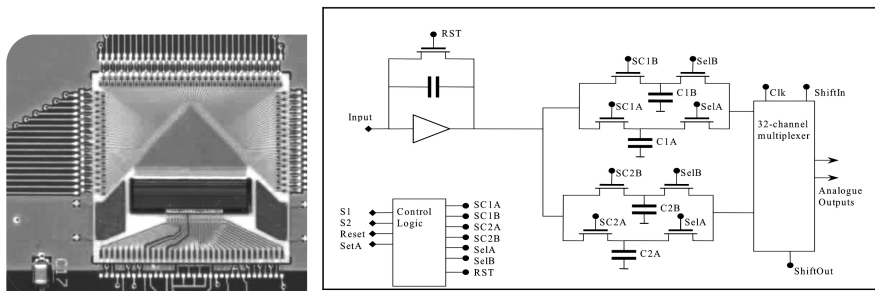 RST
SC1B
SelB
C1B
SC1A
SelA
C1A
Clk
ShiftIn
Input
32-channel
multiplexer
SC2B
SelB
C2B
SC2A
SelA
C2A
Analogue
Outputs
ShiftOut
S1
S2
Reset
SetA
Control
Logic
SC1A
SC1B
SC2A
SC2B
SelA
SelB
RST
C17